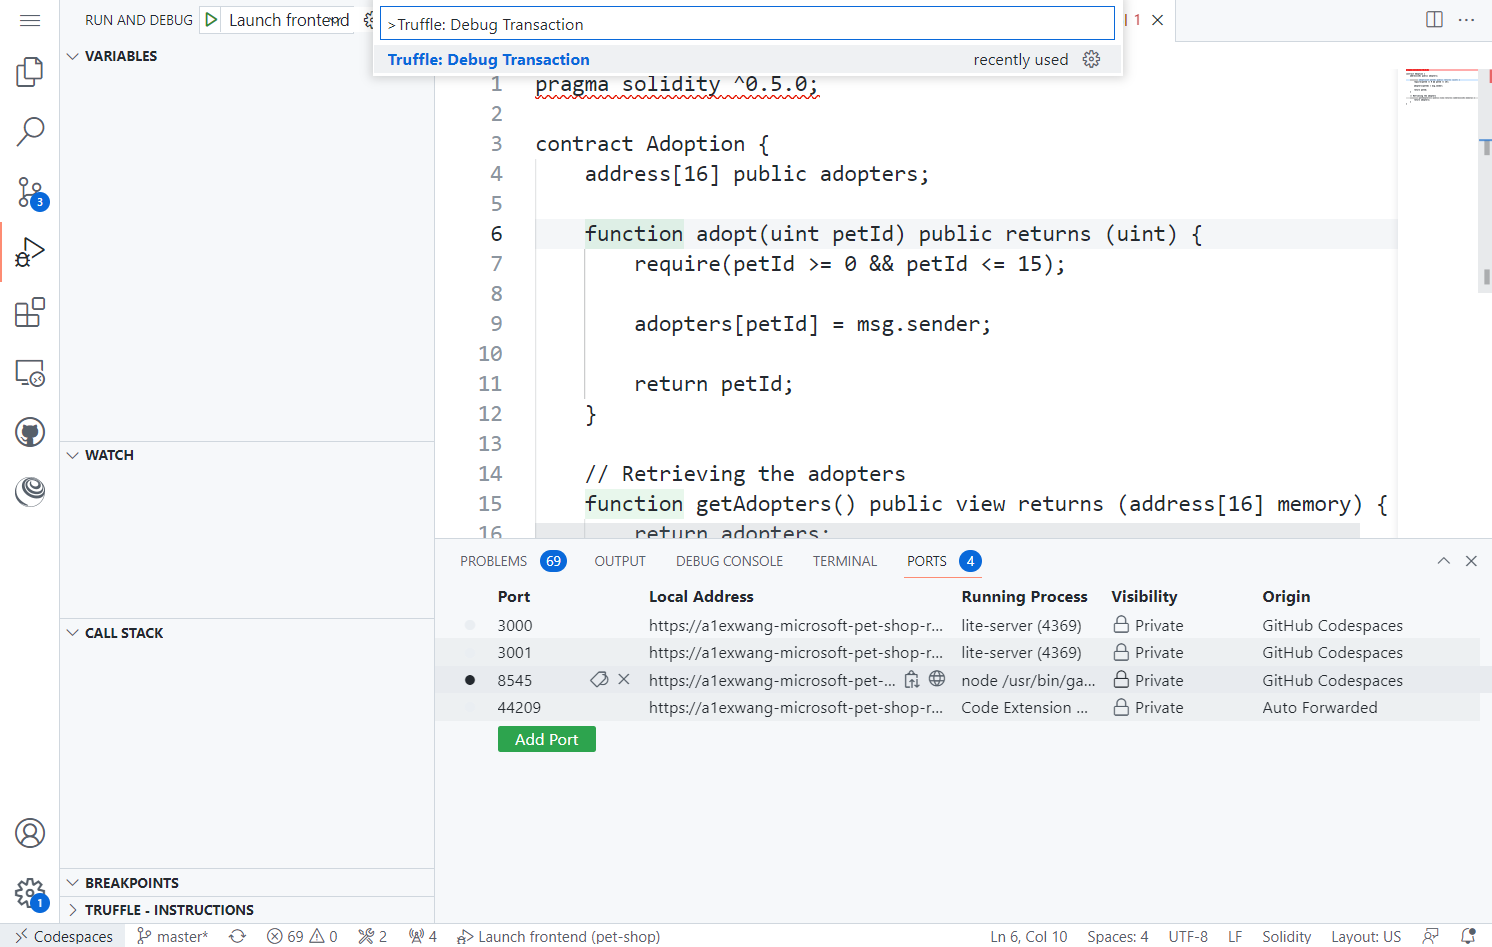 RUN AND DEBUG
Launch frontend
>Truffle: Debug Transaction
1
Truffle: Debug Transaction
recently used
VARIABLES
WATCH
CALL STACK
BREAKPOINTS
TRUFFLE - INSTRUCTIONS
3
1
1 pragma solidity ^0.5.0;
2
3 contract Adoption {
4 address[16] public adopters;
5
6 function adopt(uint petId) public returns (uint) {
7 require(petId >= 0 && petId <= 15);
8
9 adopters[petId] = msg.sender;
10
11 return petId;
12 }
13
14 // Retrieving the adopters
15 function getAdopters() public view returns (address[16] memory) {
16 return adopters;
PROBLEMS 69 OUTPUT DEBUG CONSOLE TERMINAL PORTS 4
Port Local Address Running Process Visibility Origin
3000 https://a1exwang-microsoft-pet-shop-r... lite-server (4369) Private GitHub Codespaces
3001 https://a1exwang-microsoft-pet-shop-r... lite-server (4369) Private GitHub Codespaces
8545 https://a1exwang-microsoft-pet-... node /usr/bin/ga... Private GitHub Codespaces
44209 https://a1exwang-microsoft-pet-shop-r... Code Extension ... Private Auto Forwarded
Add Port
Codespaces master* 69 0 2 4 Launch frontend (pet-shop) Ln 6, Col 10 Spaces: 4 UTF-8 LF Solidity Layout: US